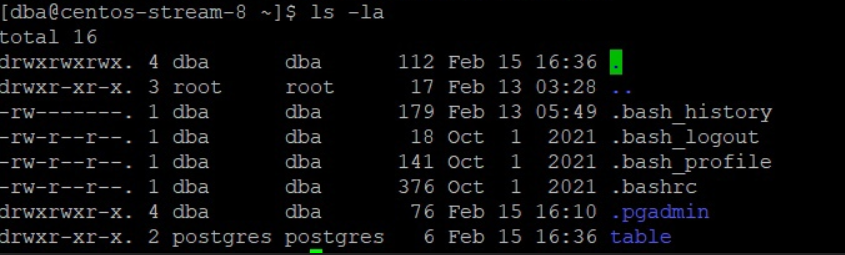 [dba@centos-stream-8 ~]$ ls -la
total 16
drwxrwxrwx. 4 dba      dba      112 Feb 15 16:36 .
drwxr-xr-x. 3 root     root      17 Feb 13 03:28 ..
-rw-------. 1 dba      dba      179 Feb 13 05:49 .bash_history
-rw-r--r--. 1 dba      dba       18 Oct  1  2021 .bash_logout
-rw-r--r--. 1 dba      dba      141 Oct  1  2021 .bash_profile
-rw-r--r--. 1 dba      dba      376 Oct  1  2021 .bashrc
drwxrwxr-x. 4 dba      dba       76 Feb 15 16:10 .pgadmin
drwxr-xr-x. 2 postgres postgres   6 Feb 15 16:36 table